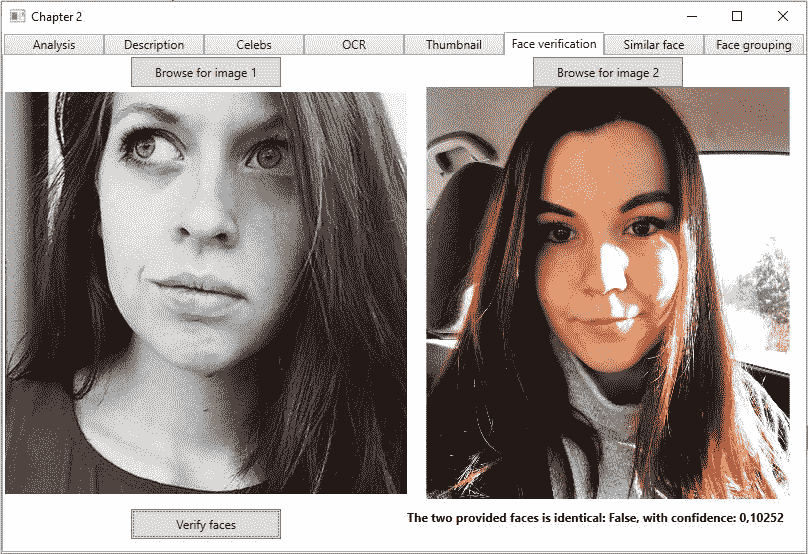 Chapter 2
Analysis Description Celebs OCR Thumbnail Face verification Similar face Face grouping
Browse for image 1 Browse for image 2
Verify faces
The two provided faces is identical: False, with confidence: 0,10252